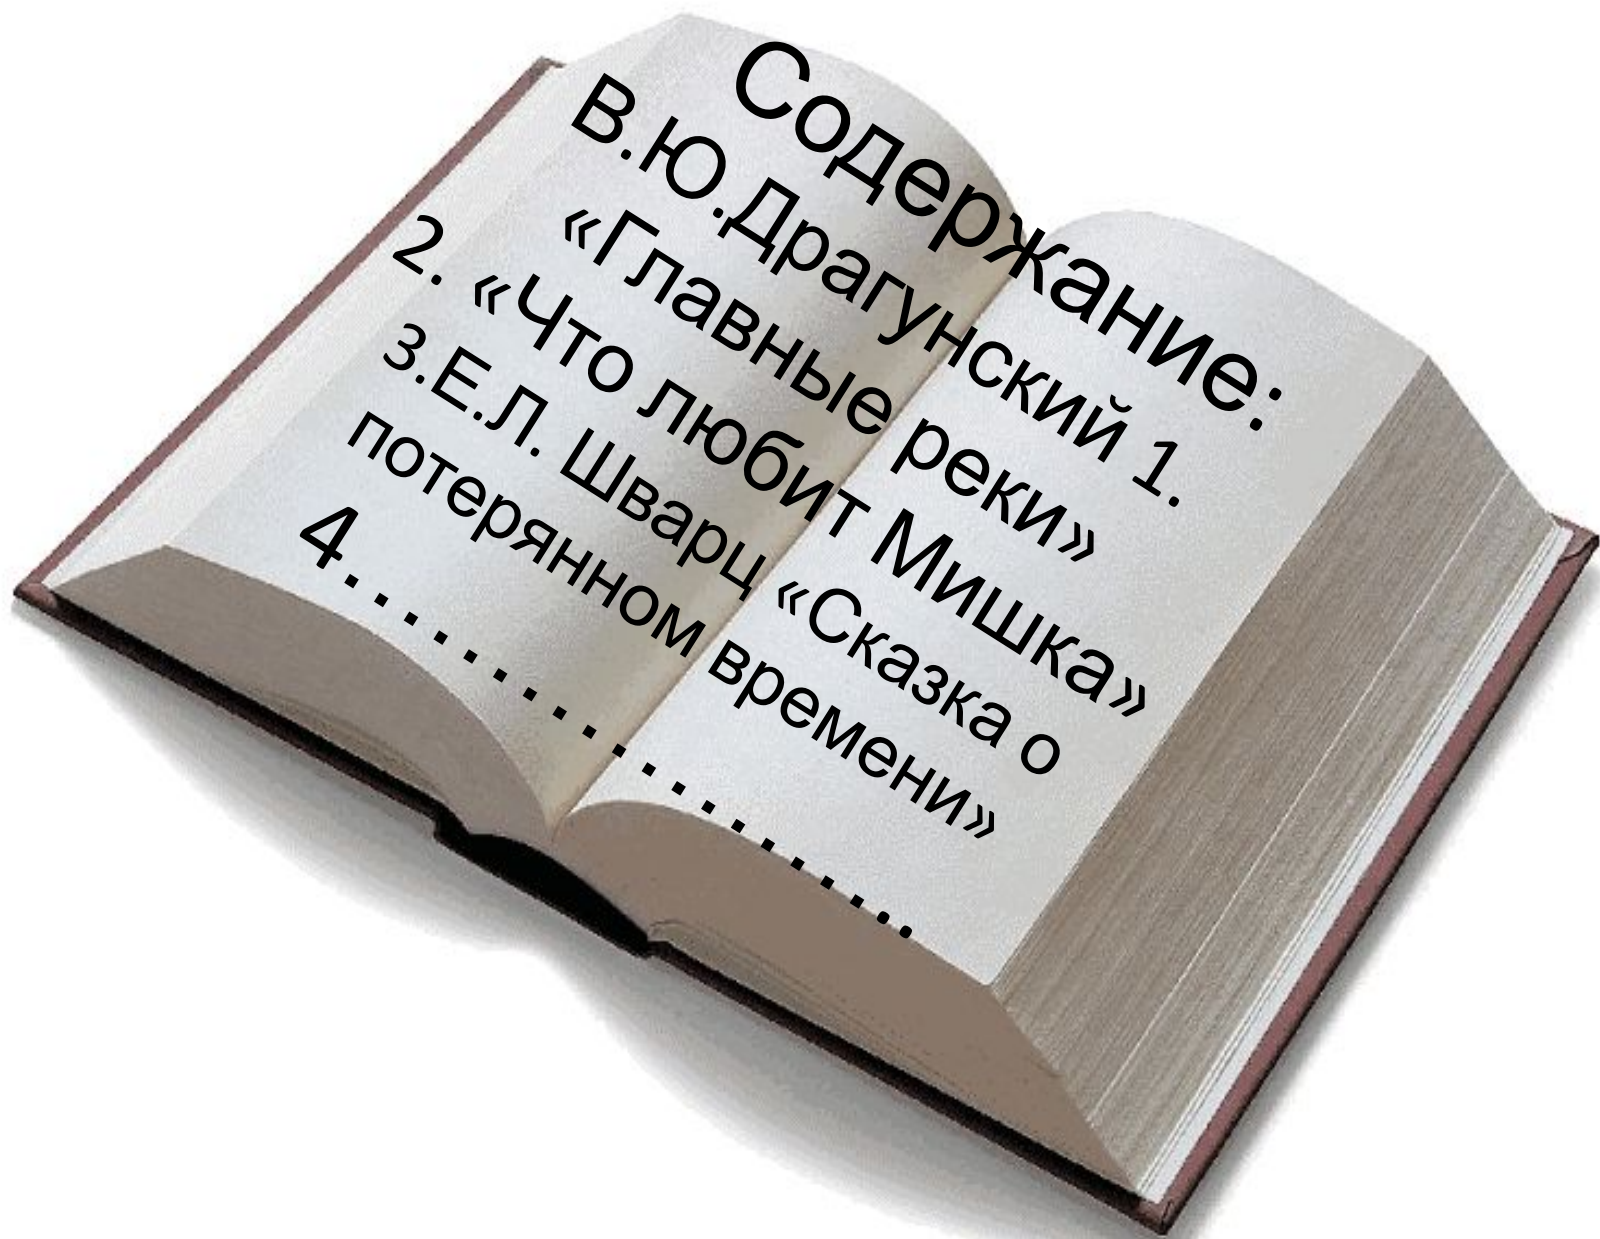 Содержание:
В.Ю.Драгунский 1.
«Главные реки»
2. «Что любит Мишка»
3.Е.Л. Шварц «Сказка о
потерянном времени»
4.………………………